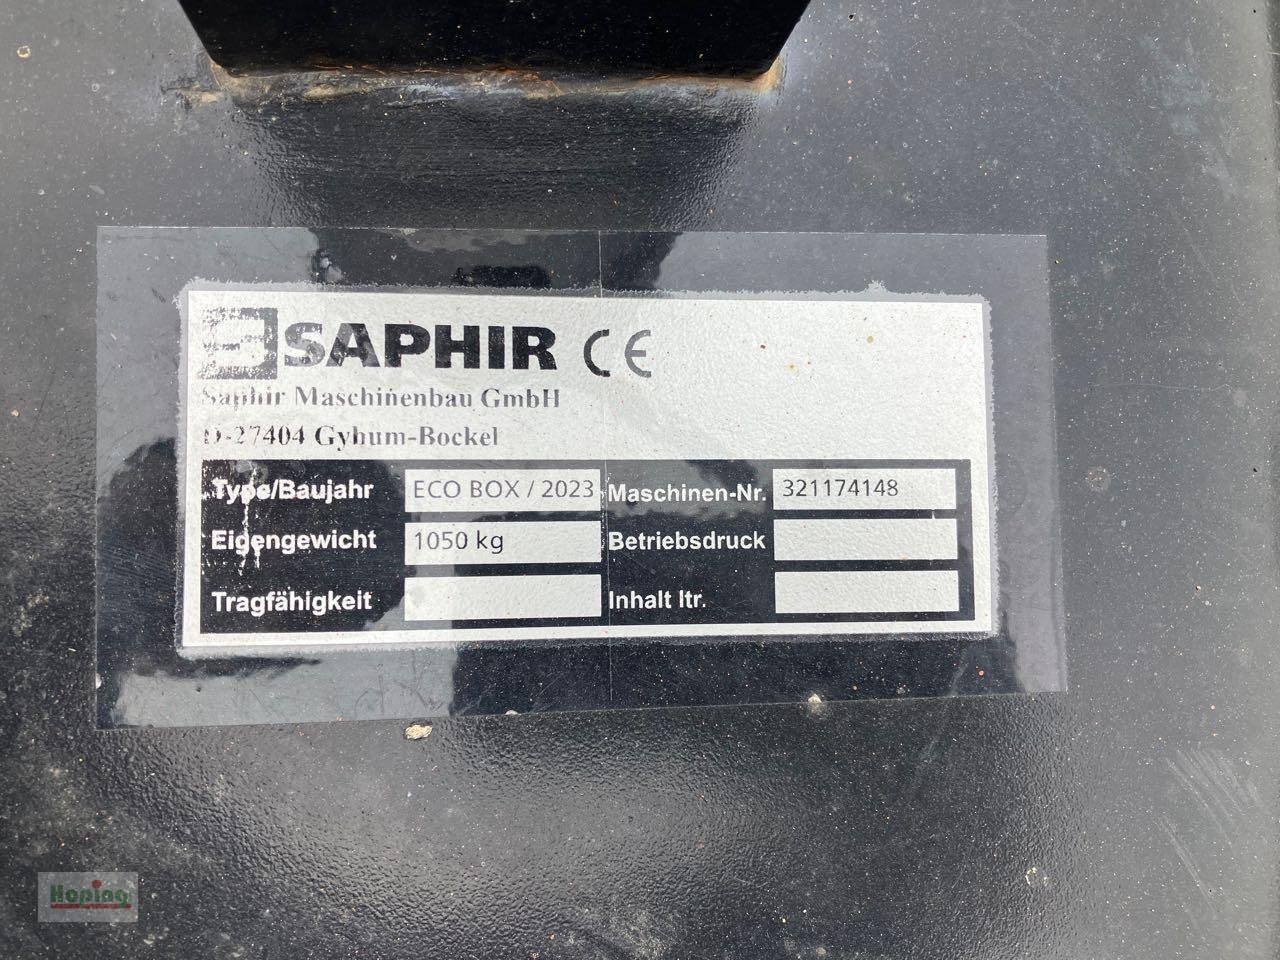 SAPHIR CE
Saphir Maschinenbau GmbH
D-27404 Gyhum-Bockel
Type/Baujahr ECO BOX / 2023 Maschinen-Nr. 321174148
Eigengewicht 1050 kg Betriebsdruck
Tragfähigkeit Inhalt ltr.
Hoping